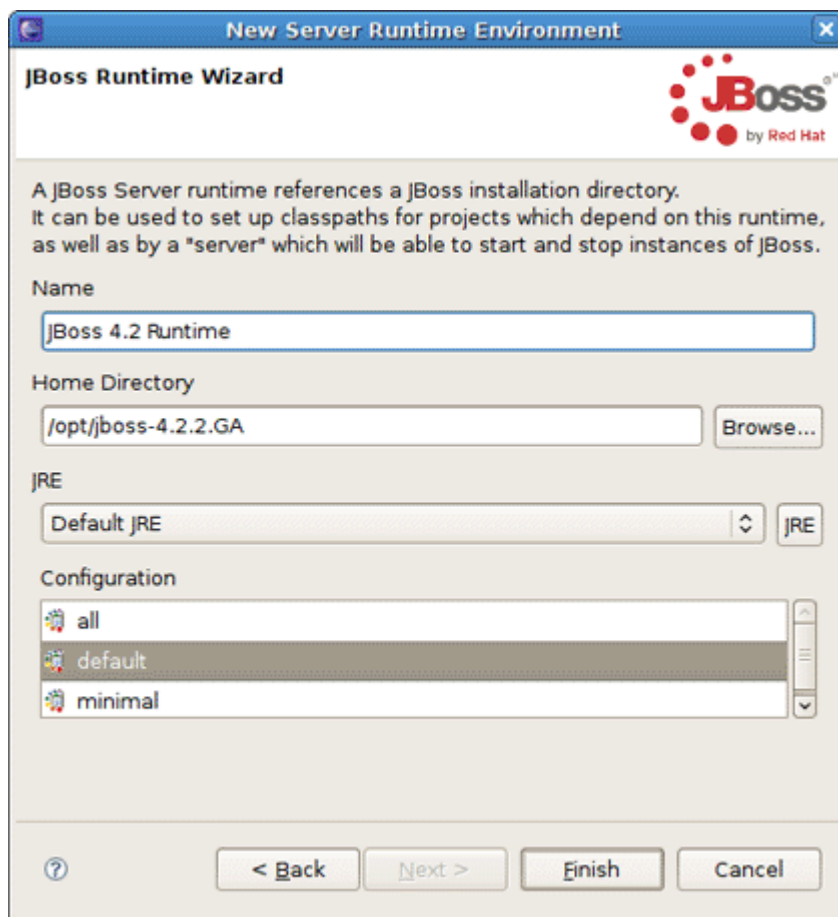 New Server Runtime Environment
JBoss Runtime Wizard
JBoss
by Red Hat
A JBoss Server runtime references a JBoss installation directory.
It can be used to set up classpaths for projects which depend on this runtime,
as well as by a "server" which will be able to start and stop instances of JBoss.
Name
JBoss 4.2 Runtime
Home Directory
/opt/jboss-4.2.2.GA
Browse...
JRE
Default JRE
JRE
Configuration
all
default
minimal
?
< Back
Next >
Finish
Cancel